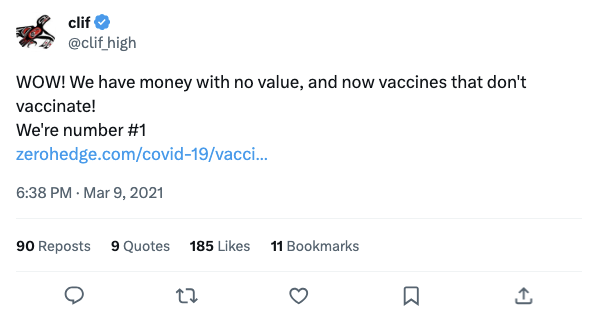 clif
@clif_high
WOW! We have money with no value, and now vaccines that don't
vaccinate!
We're number #1
zerohedge.com/covid-19/vacci...
6:38 PM · Mar 9, 2021
90 Reposts 9 Quotes 185 Likes 11 Bookmarks